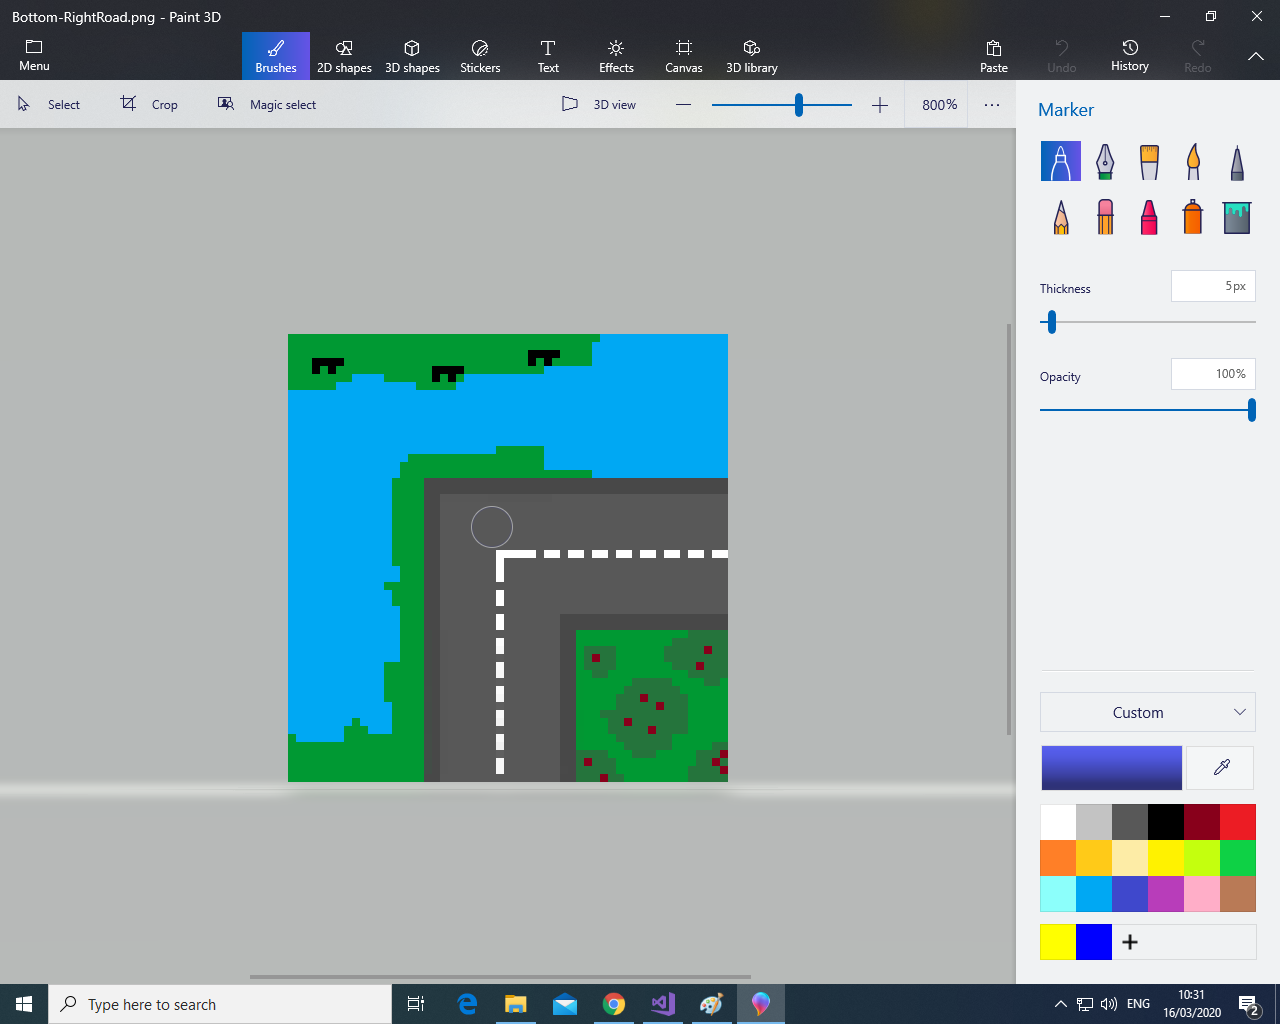 Bottom-RightRoad.png - Paint 3D
Menu
Brushes
2D shapes
3D shapes
Stickers
Text
Effects
Canvas
3D library
Paste
Undo
History
Redo
Select
Crop
Magic select
3D view
800%
Marker
Thickness
5px
Opacity
100%
Custom
Type here to search
ENG
10:31
16/03/2020
2